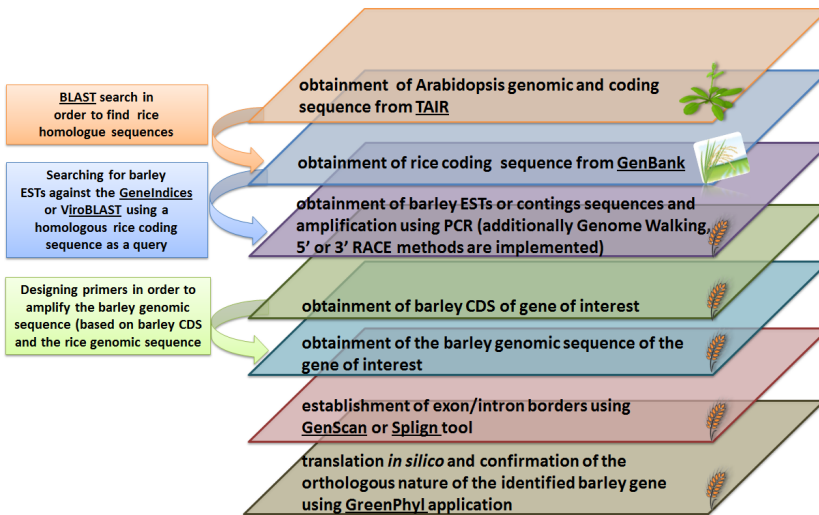 obtainment of Arabidopsis genomic and coding
sequence from TAIR
BLAST search in
order to find rice
homologue sequences
obtainment of rice coding sequence from GenBank
Searching for barley
ESTs against the GeneIndices
or ViroBLAST using a
homologous rice coding
sequence as a query
obtainment of barley ESTs or contings sequences and
amplification using PCR (additionally Genome Walking,
5’ or 3’ RACE methods are implemented)
obtainment of barley CDS of gene of interest
Designing primers in order to
amplify the barley genomic
sequence (based on barley CDS
and the rice genomic sequence
obtainment of the barley genomic sequence of the
gene of interest
establishment of exon/intron borders using
GenScan or Splign tool
translation in silico and confirmation of the
orthologous nature of the identified barley gene
using GreenPhyl application